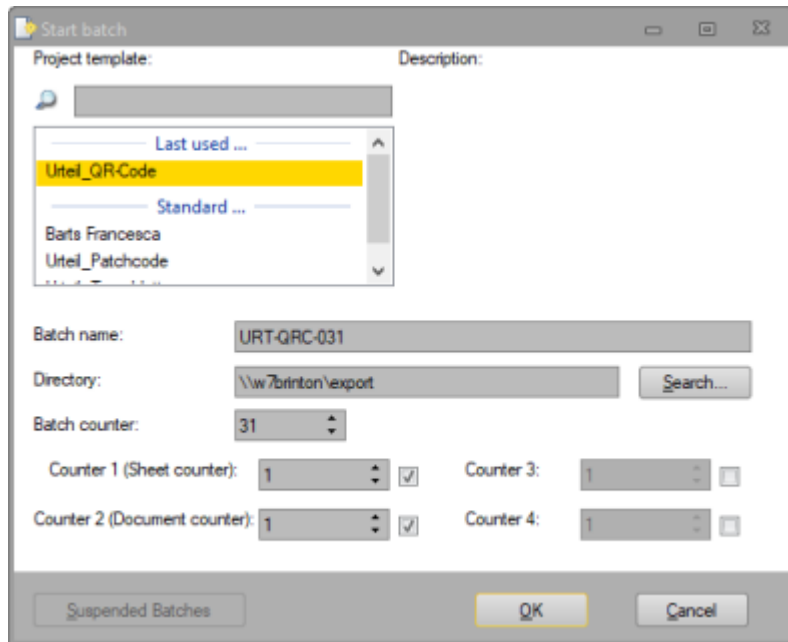 Start batch
Project template: Description:
Last used ...
Urteil_QR-Code
Standard ...
Barts Francesca
Urteil_Patchcode
Batch name: URT-QRC-031
Directory: \\w7brinton\export Search...
Batch counter: 31
Counter 1 (Sheet counter): 1 Counter 3: 1
Counter 2 (Document counter): 1 Counter 4: 1
Suspended Batches OK Cancel